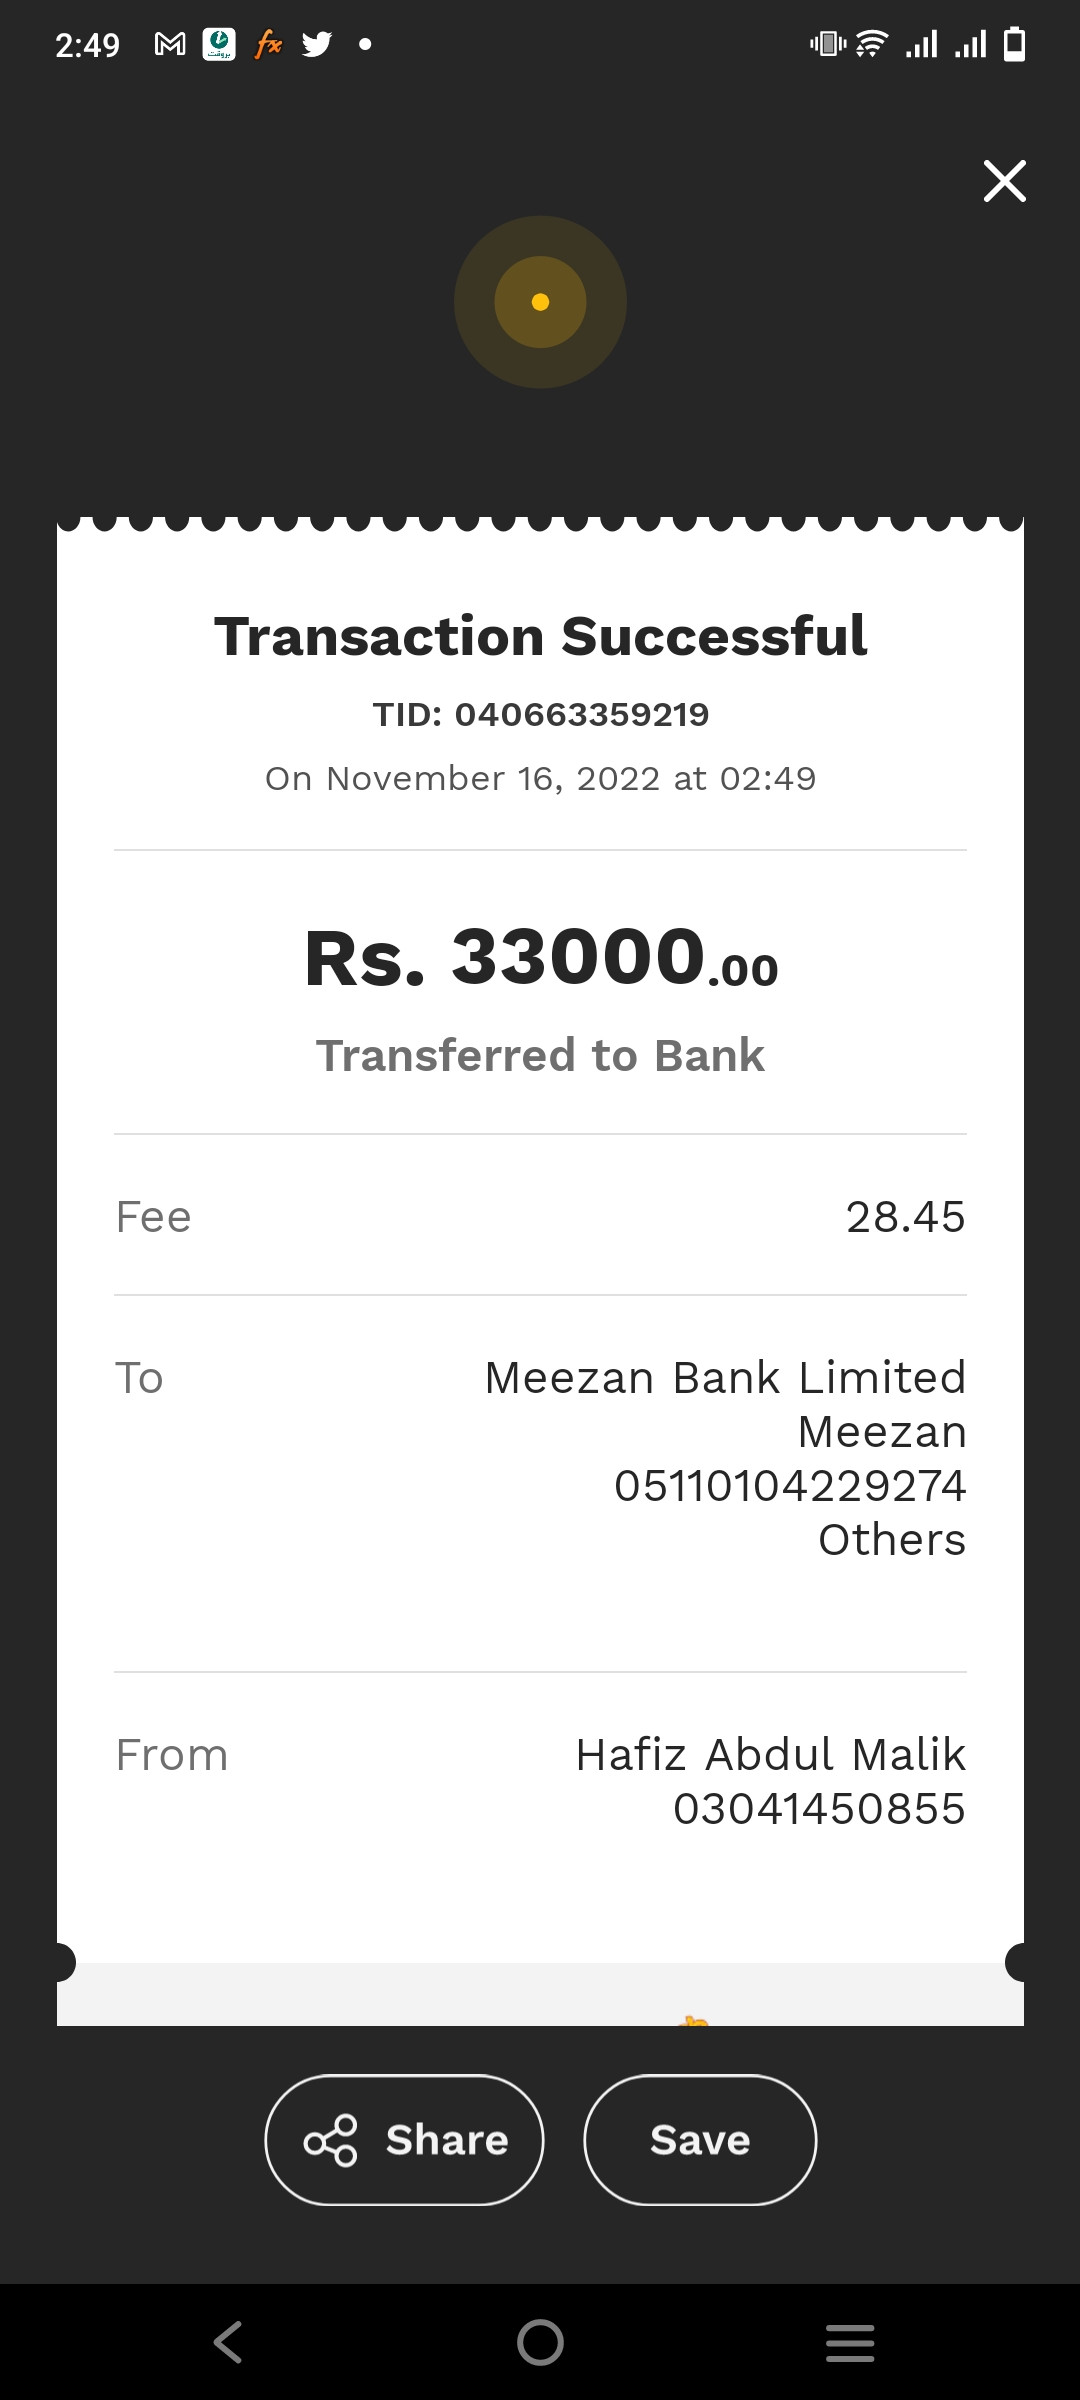 2:49
Transaction Successful
TID: 040663359219
On November 16, 2022 at 02:49
Rs. 33000.00
Transferred to Bank
Fee 28.45
To Meezan Bank Limited
Meezan
05110104229274
Others
From Hafiz Abdul Malik
03041450855
Share Save